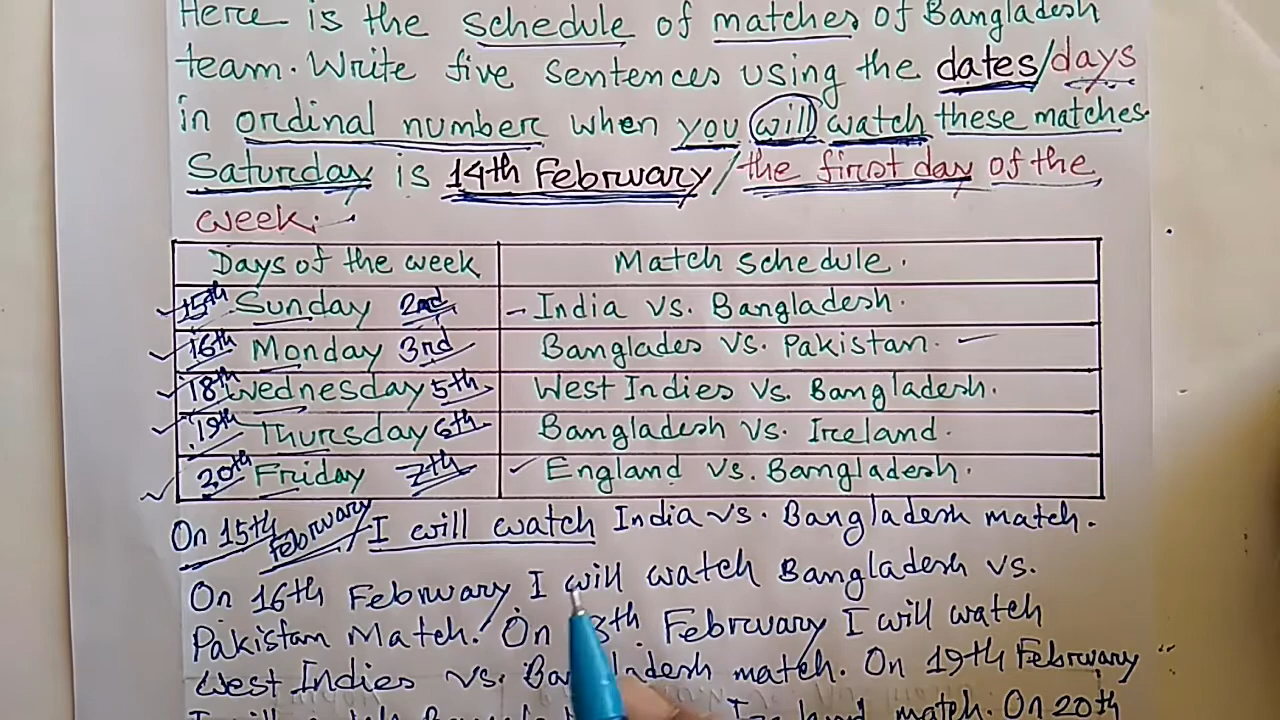 Here is the schedule of matches of Bangladesh
team. Write five sentences using the dates/days
in ordinal number when you will watch these matches.
Saturday is 14th February/the first day of the
week.
Days of the week Match schedule.
15th Sunday 2nd India vs. Bangladesh.
16th Monday 3rd Banglades vs. Pakistan.
18th Wednesday 5th West Indies vs. Bangladesh.
19th Thursday 6th Bangladesh vs. Ireland.
20th Friday 7th England vs. Bangladesh.
On 15th February/I will watch India vs. Bangladesh match.
On 16th February I will watch Bangladesh vs.
Pakistan Match. On February I will watch
West Indies vs. match. On 19th February
match. On 20th